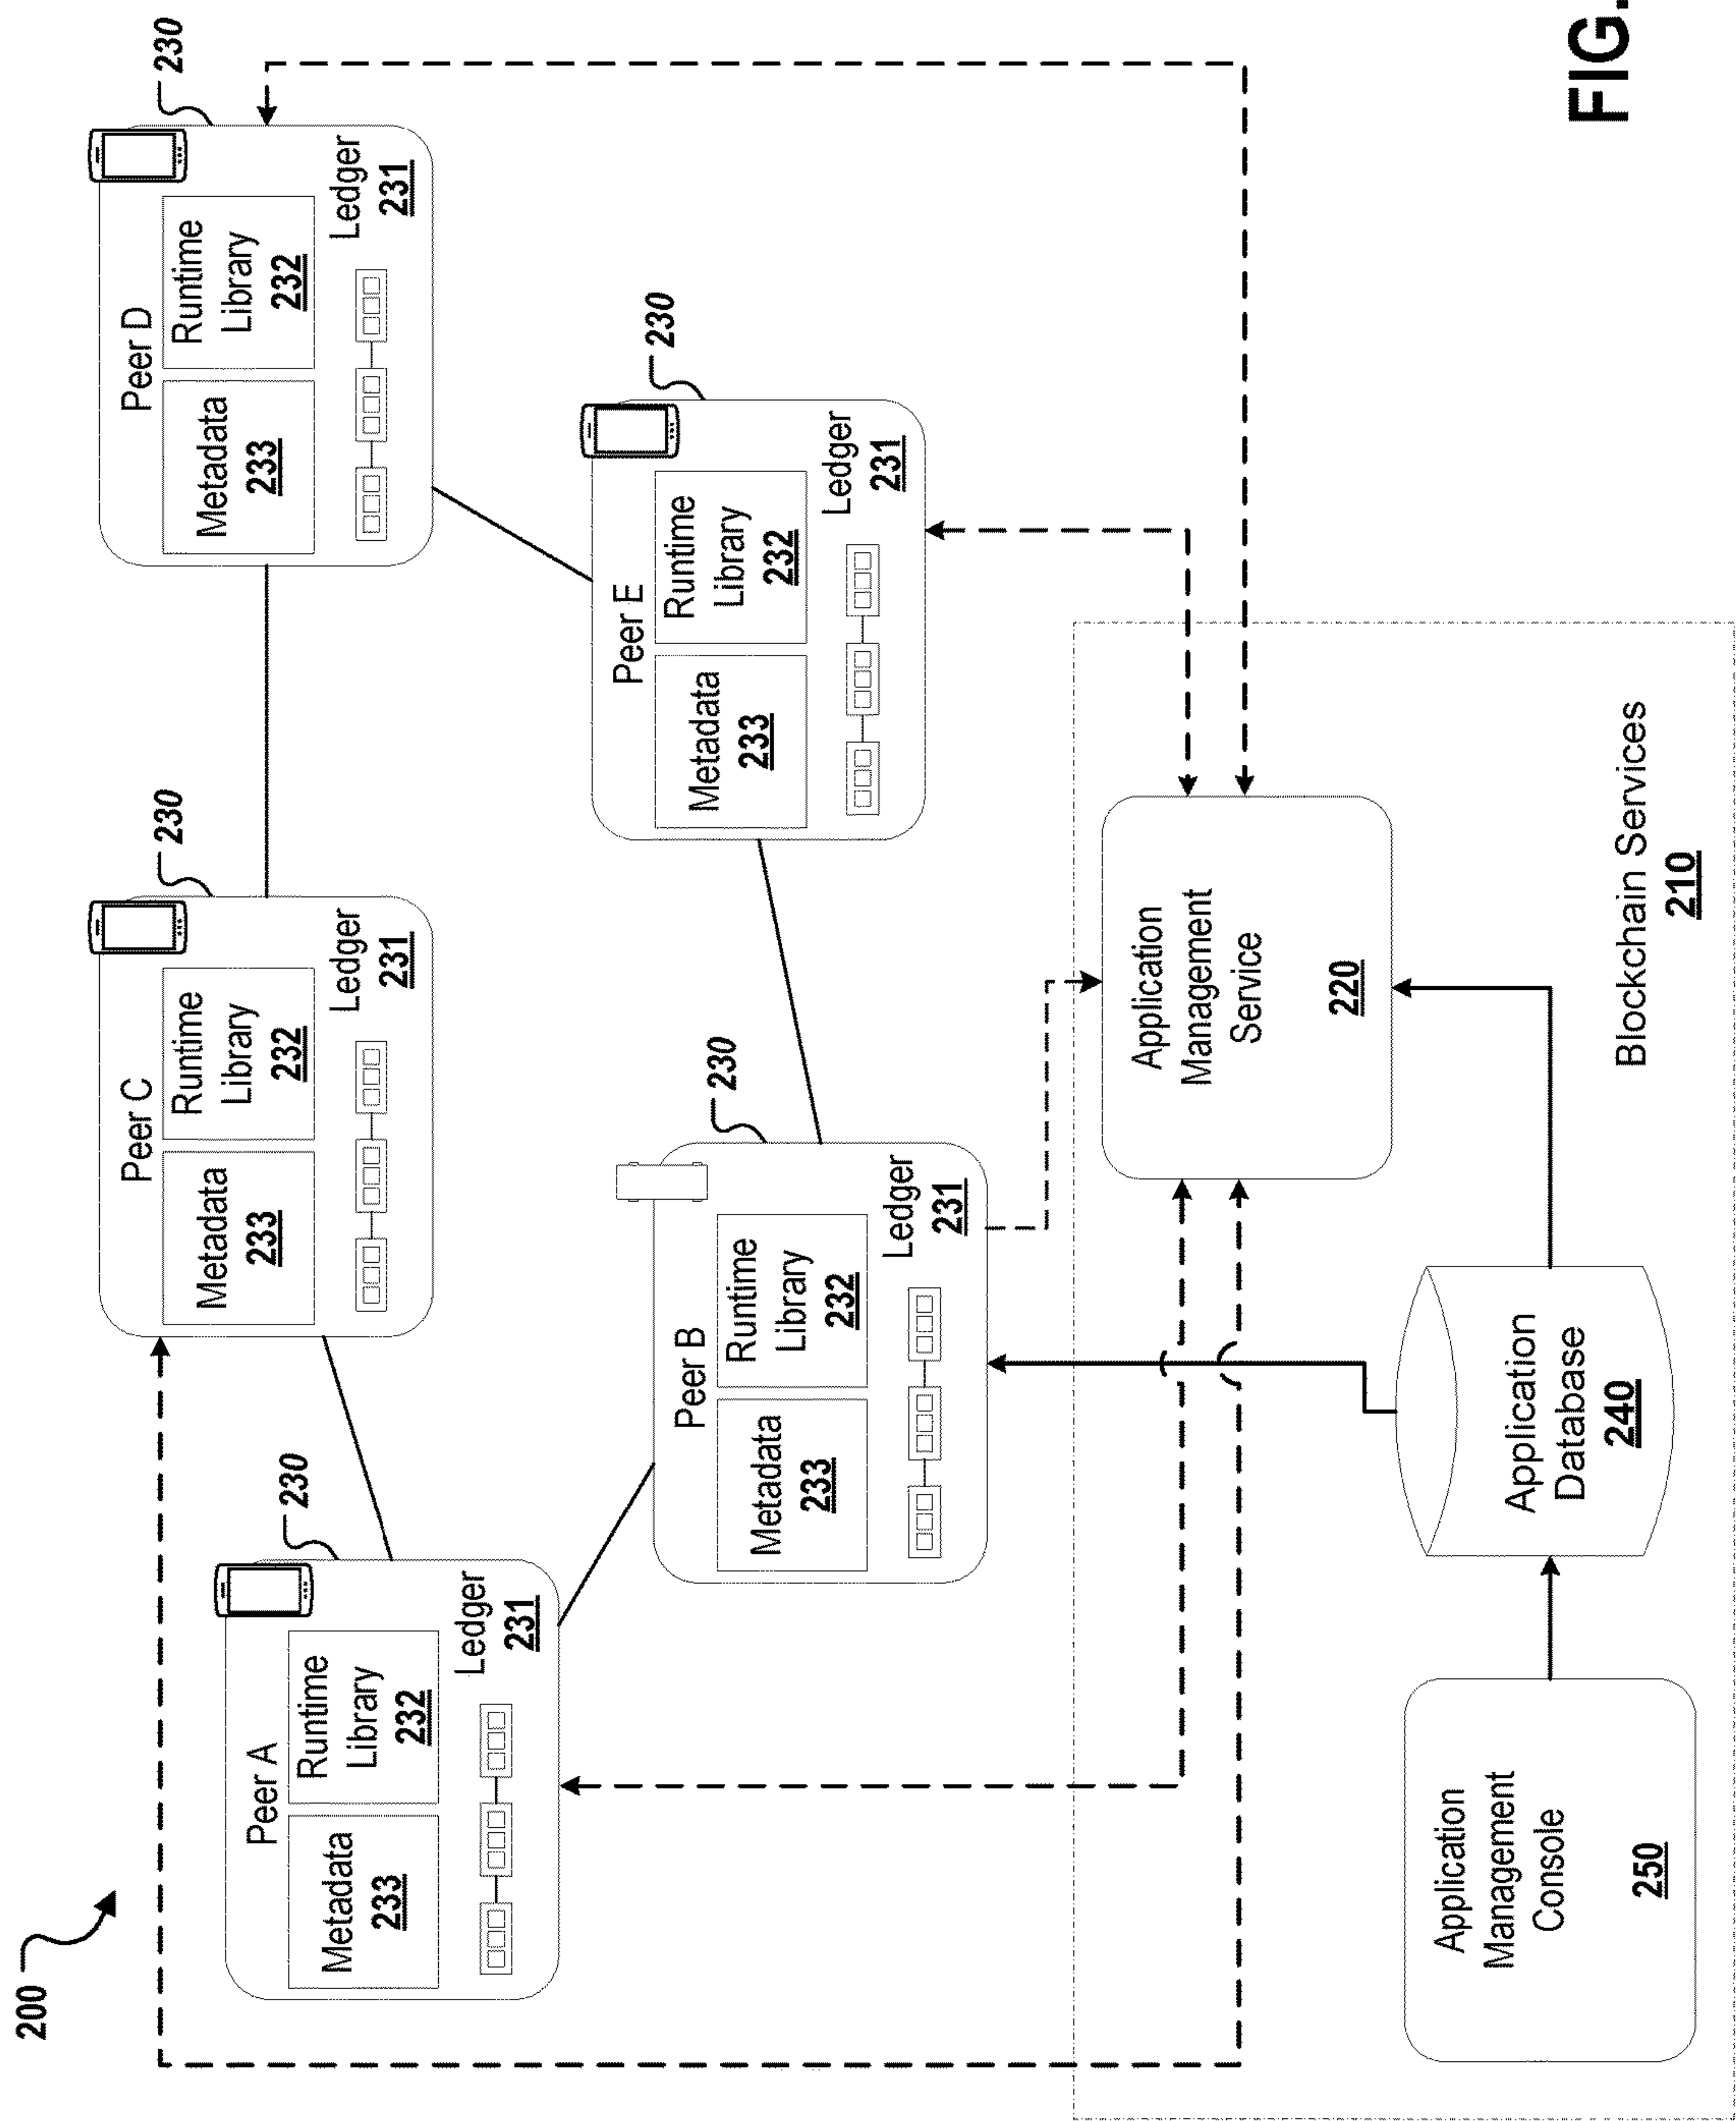 200
Peer A
Metadata
233
Runtime
Library
232
Ledger
231
230
Peer C
Metadata
233
Runtime
Library
232
Ledger
231
230
Peer D
Metadata
233
Runtime
Library
232
Ledger
231
230
Peer B
Metadata
233
Runtime
Library
232
Ledger
231
230
Peer E
Metadata
233
Runtime
Library
232
Ledger
231
230
Application
Management
Console
250
Application
Database
240
Application
Management
Service
220
Blockchain Services
210
FIG.